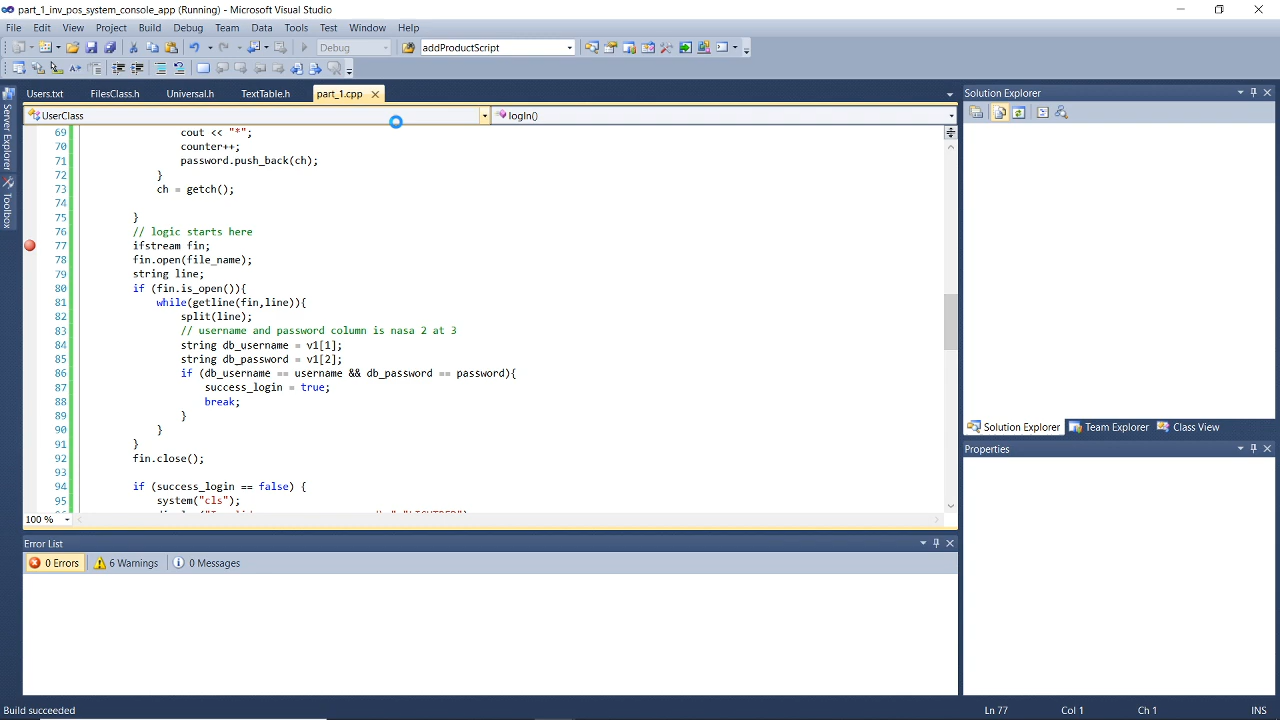 part_1_inv_pos_system_console_app (Running) - Microsoft Visual Studio
File Edit View Project Build Debug Team Data Tools Test Window Help
Debug addProductScript
Users.txt FilesClass.h Universal.h TextTable.h part_1.cpp
Solution Explorer
UserClass logIn()
Server Explorer
Toolbox
69 cout << "*";
70 counter++;
71 password.push_back(ch);
72 }
73 ch = getch();
74
75 }
76 // logic starts here
77 ifstream fin;
78 fin.open(file_name);
79 string line;
80 if (fin.is_open()){
81 while(getline(fin,line)){
82 split(line);
83 // username and password column is nasa 2 at 3
84 string db_username = v1[1];
85 string db_password = v1[2];
86 if (db_username == username && db_password == password){
87 success_login = true;
88 break;
89 }
90 }
91 }
92 fin.close();
93
94 if (success_login == false) {
95 system("cls");
100 %
Solution Explorer Team Explorer Class View
Properties
Error List
0 Errors 6 Warnings 0 Messages
Build succeeded Ln 77 Col 1 Ch 1 INS